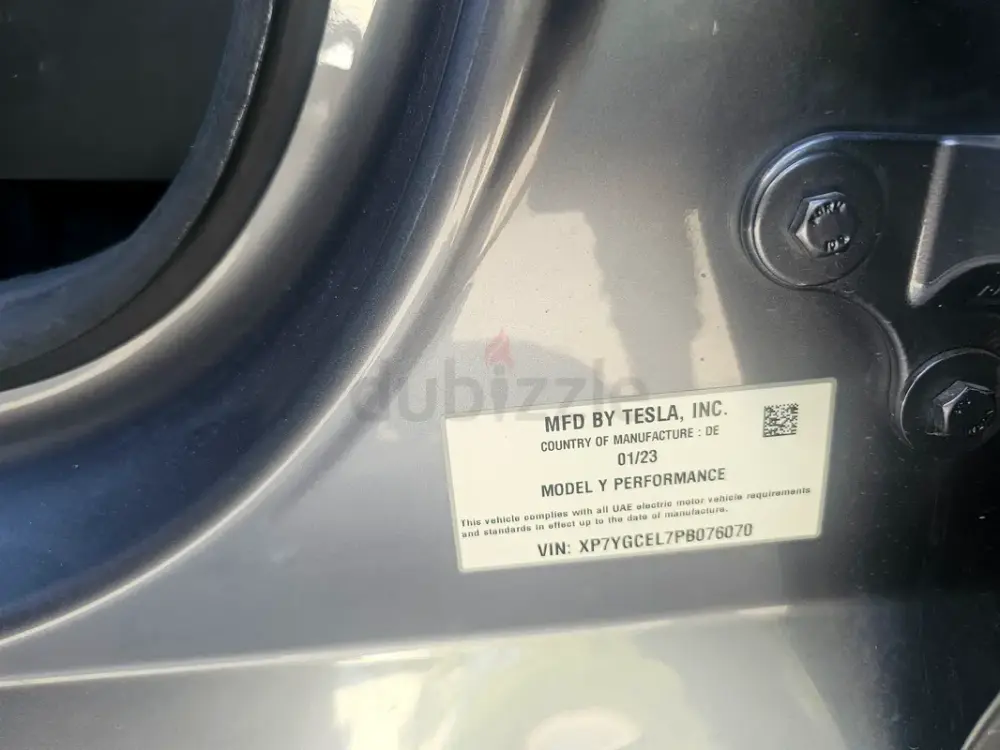 dubizzle
MFD BY TESLA, INC.
COUNTRY OF MANUFACTURE : DE
01/23
MODEL Y PERFORMANCE
This vehicle complies with all UAE electric motor vehicle requirements
and standards in effect up to the date of manufacture.
VIN: XP7YGCEL7PB076070